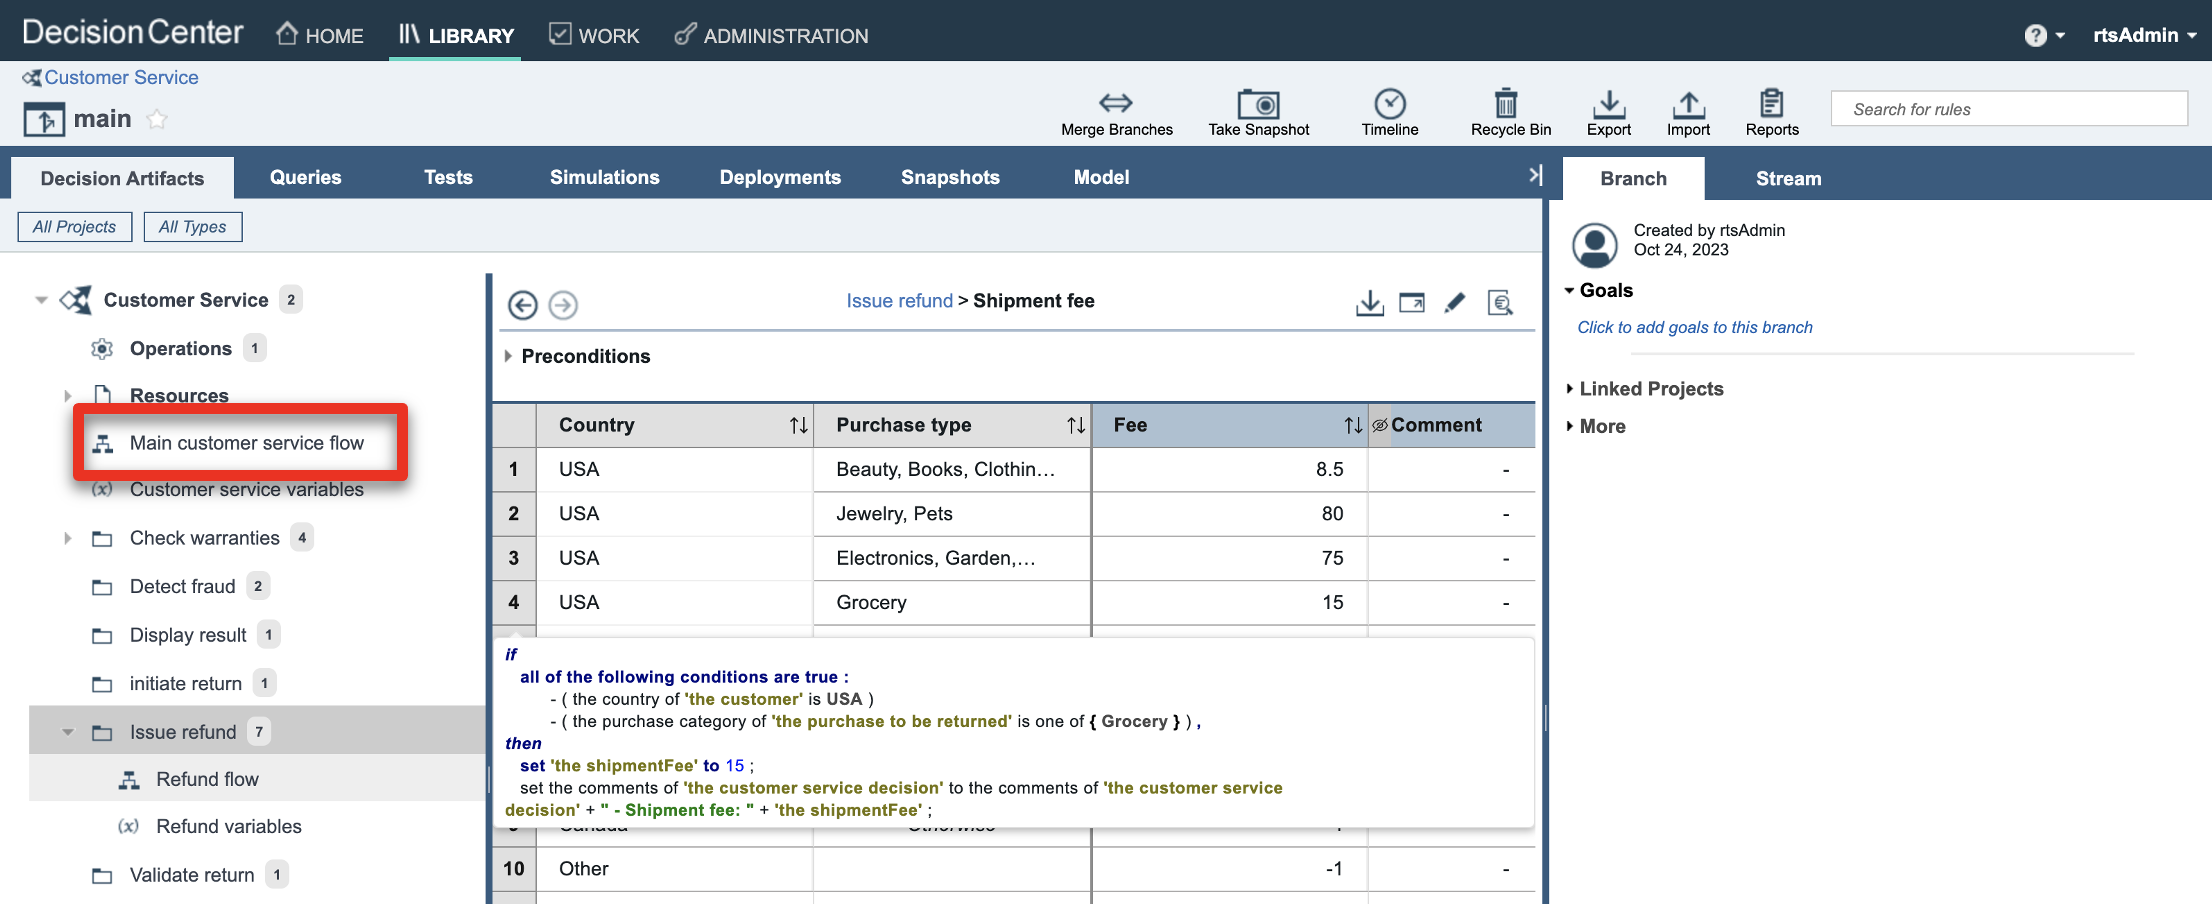 Decision Center HOME LIBRARY WORK ADMINISTRATION ? rtsAdmin
Customer Service
main
Merge Branches Take Snapshot Timeline Recycle Bin Export Import Reports Search for rules
Decision Artifacts Queries Tests Simulations Deployments Snapshots Model Branch Stream
All Projects All Types
Created by rtsAdmin
Oct 24, 2023
Goals
Click to add goals to this branch
Linked Projects
More
Customer Service 2
Operations 1
Resources
Main customer service flow
(x) Customer service variables
Check warranties 4
Detect fraud 2
Display result 1
initiate return 1
Issue refund 7
Refund flow
(x) Refund variables
Validate return 1
Issue refund > Shipment fee
Preconditions
Country Purchase type Fee Comment
1 USA Beauty, Books, Clothin... 8.5 -
2 USA Jewelry, Pets 80 -
3 USA Electronics, Garden,... 75 -
4 USA Grocery 15 -
if
all of the following conditions are true :
- ( the country of 'the customer' is USA )
- ( the purchase category of 'the purchase to be returned' is one of { Grocery } ) ,
then
set 'the shipmentFee' to 15 ;
set the comments of 'the customer service decision' to the comments of 'the customer service
decision' + " - Shipment fee: " + 'the shipmentFee' ;
10 Other -1 -